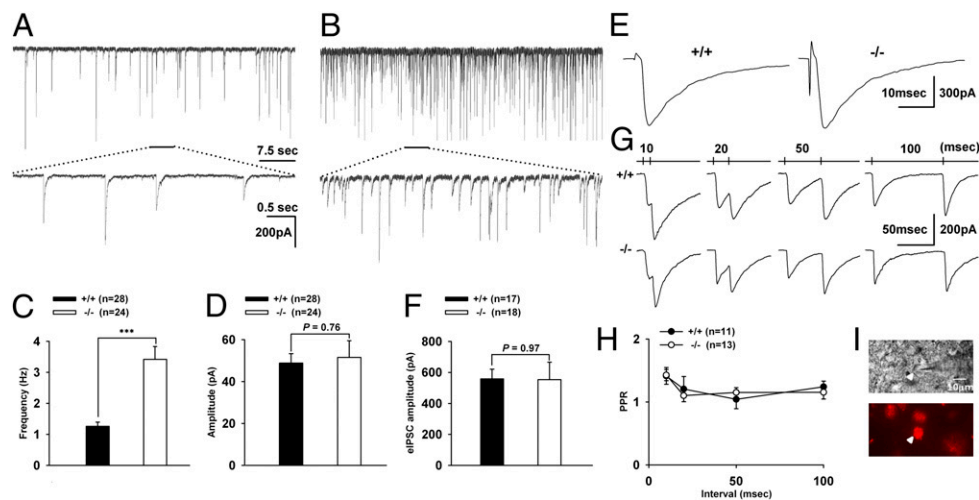 A
B
7.5 sec
0.5 sec
200pA
C
+/+ (n=28)
-/- (n=24)
***
Frequency (Hz)
4
3
2
1
0
D
+/+ (n=28)
-/- (n=24)
P = 0.76
Amplitude (pA)
60
40
20
0
F
+/+ (n=17)
-/- (n=18)
P = 0.97
eIPSC amplitude (pA)
800
600
400
200
0
E
+/+
-/-
10msec
300pA
G
10 20 50 100 (msec)
+/+
50msec
200pA
-/-
H
+/+ (n=11)
-/- (n=13)
PPR
2
1
0
0 50 100
Interval (msec)
I
10μm